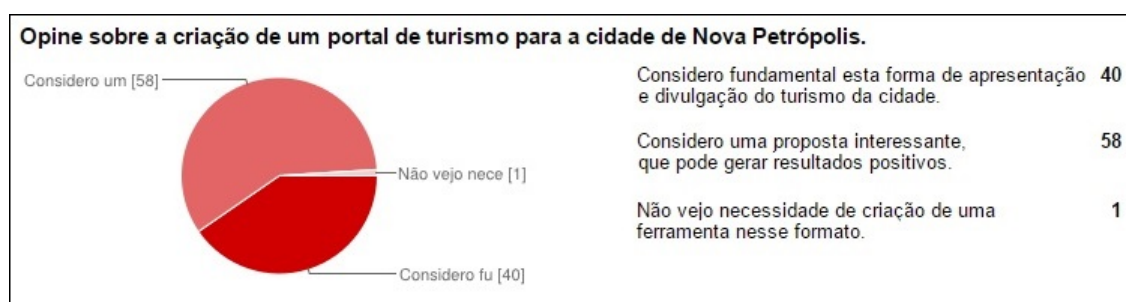 Opine sobre a criação de um portal de turismo para a cidade de Nova Petrópolis.
Considero um [58]
Não vejo nece [1]
Considero fu [40]
Considero fundamental esta forma de apresentação 40
e divulgação do turismo da cidade.
Considero uma proposta interessante, 58
que pode gerar resultados positivos.
Não vejo necessidade de criação de uma 1
ferramenta nesse formato.